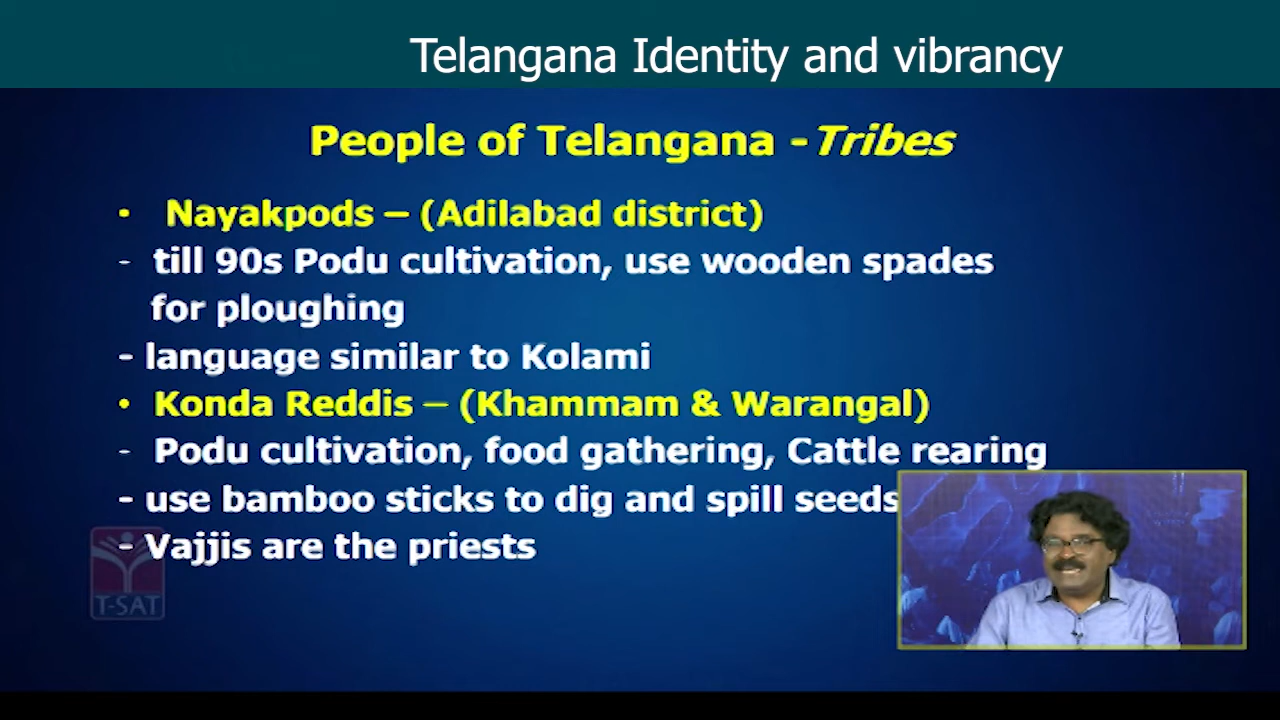 Telangana Identity and vibrancy
People of Telangana - Tribes
• Nayakpods – (Adilabad district)
- till 90s Podu cultivation, use wooden spades
for ploughing
- language similar to Kolami
• Konda Reddis – (Khammam & Warangal)
- Podu cultivation, food gathering, Cattle rearing
- use bamboo sticks to dig and spill seeds
- Vajjis are the priests
T-SAT